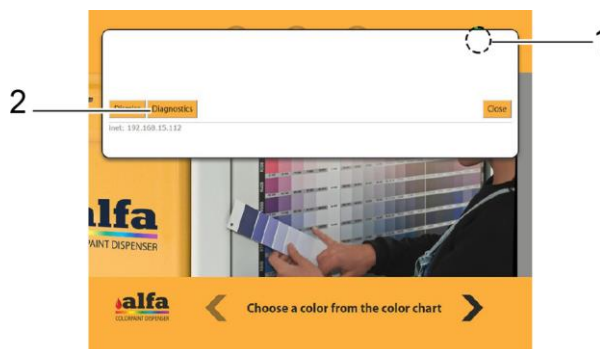 1
2
Diagnostics
Close
inet: 192.168.15.112
alfa
PAINT DISPENSER
alfa
COLORPAINT DISPENSER
Choose a color from the color chart